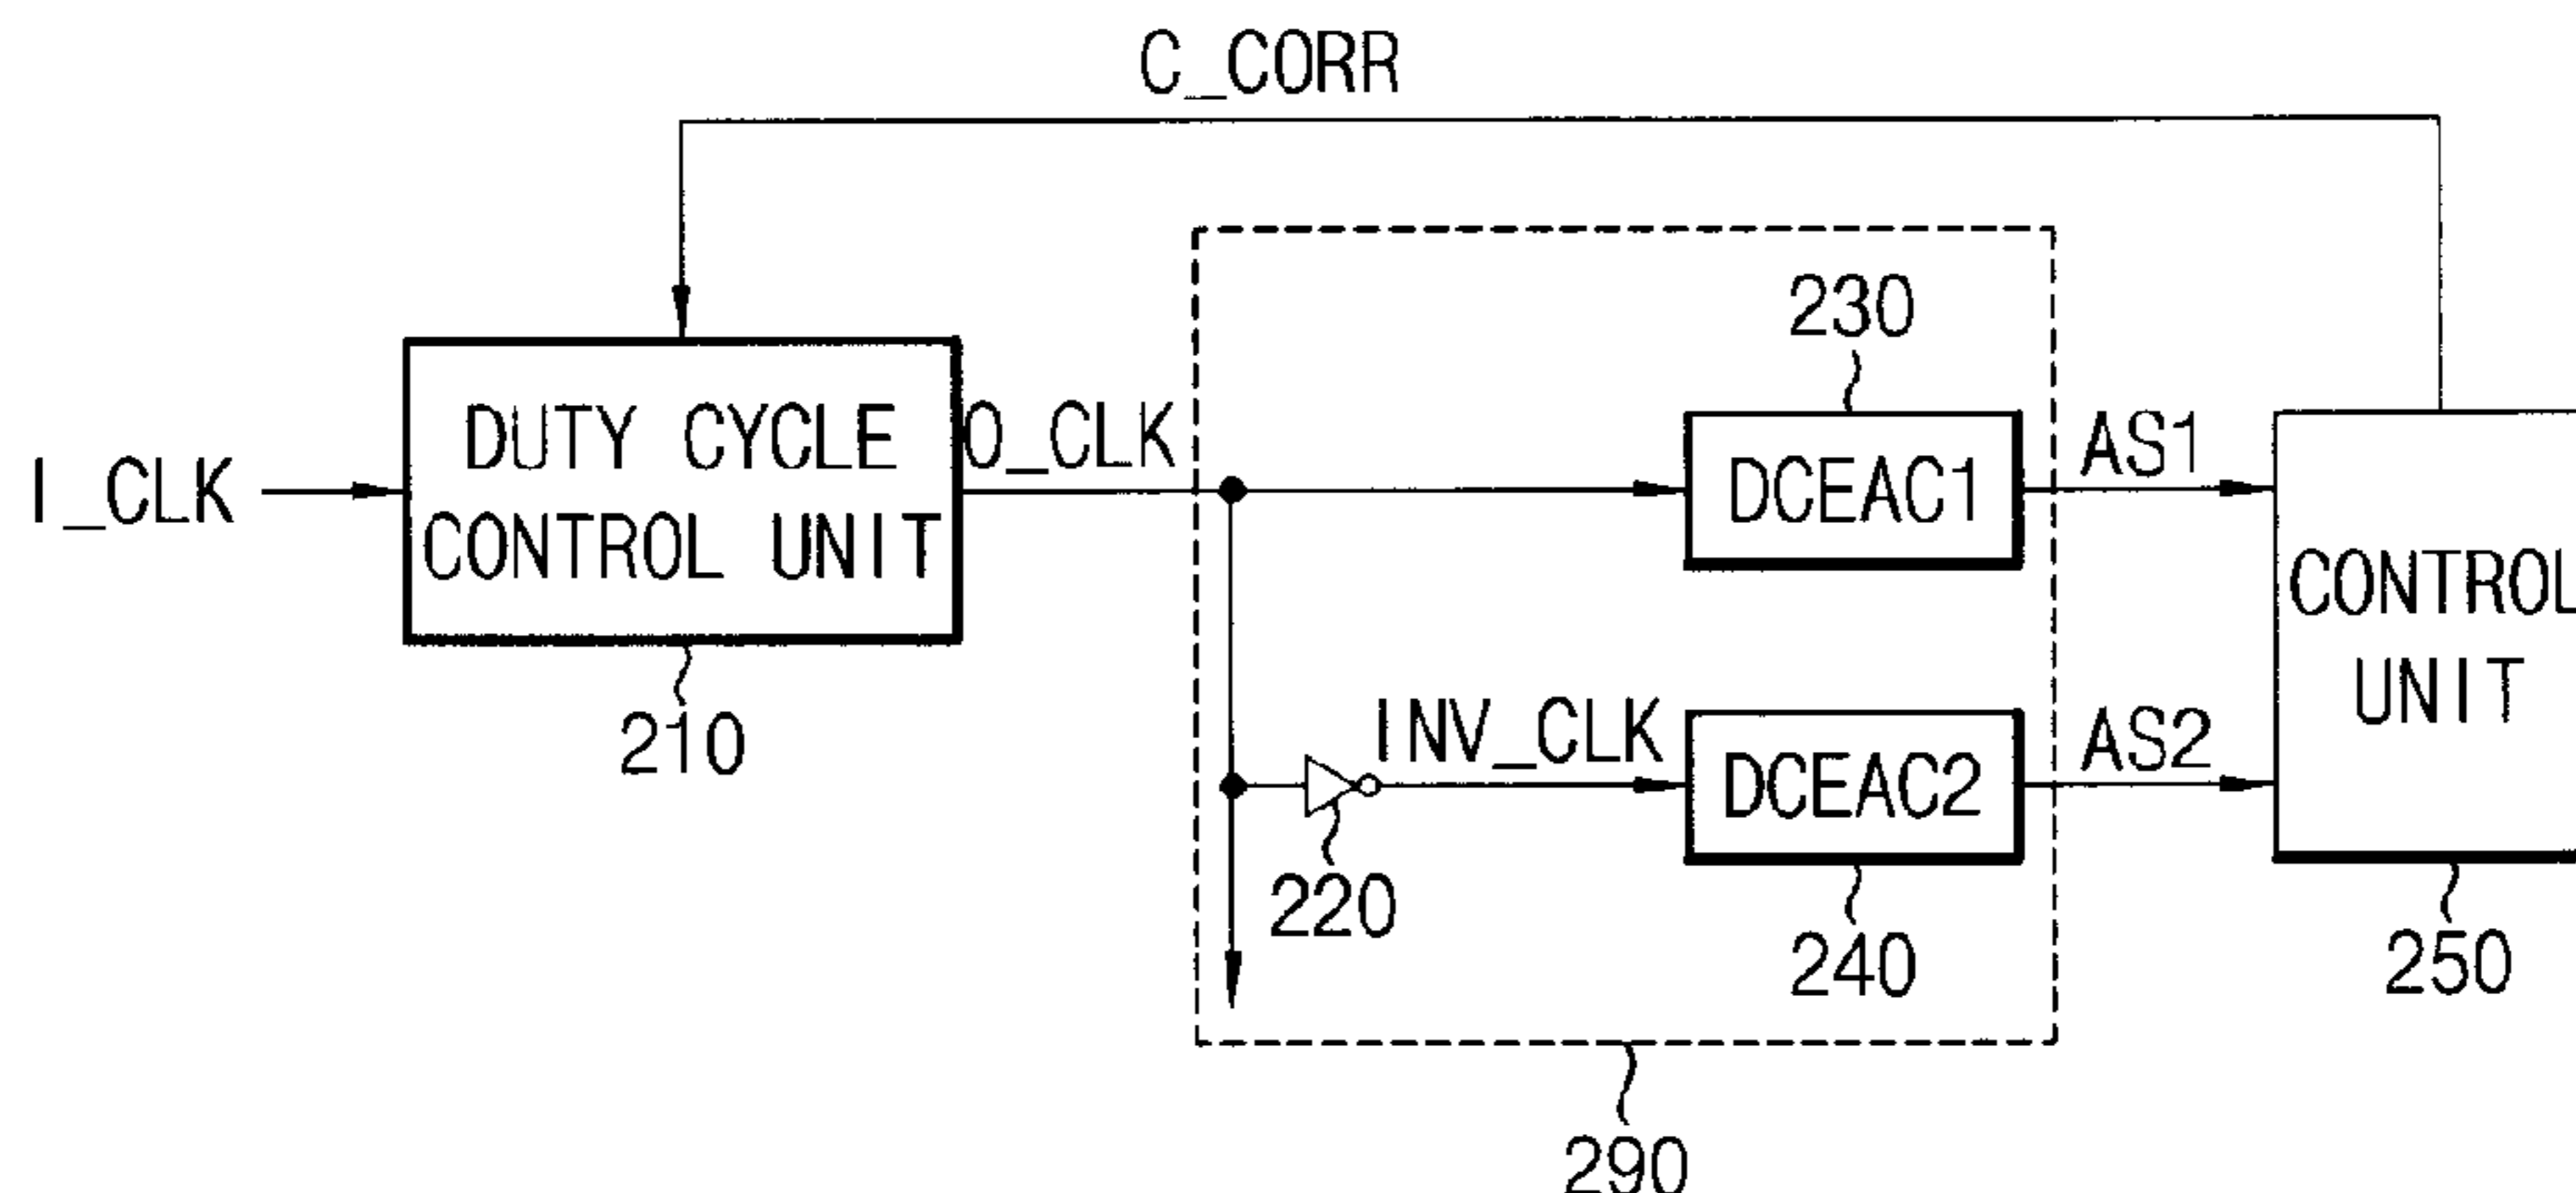 C_CORR
230
DUTY CYCLE
CONTROL UNIT
O_CLK
I_CLK
DCEAC1
AS1
CONTROL
UNIT
210
INV_CLK
DCEAC2
AS2
220
240
250
290